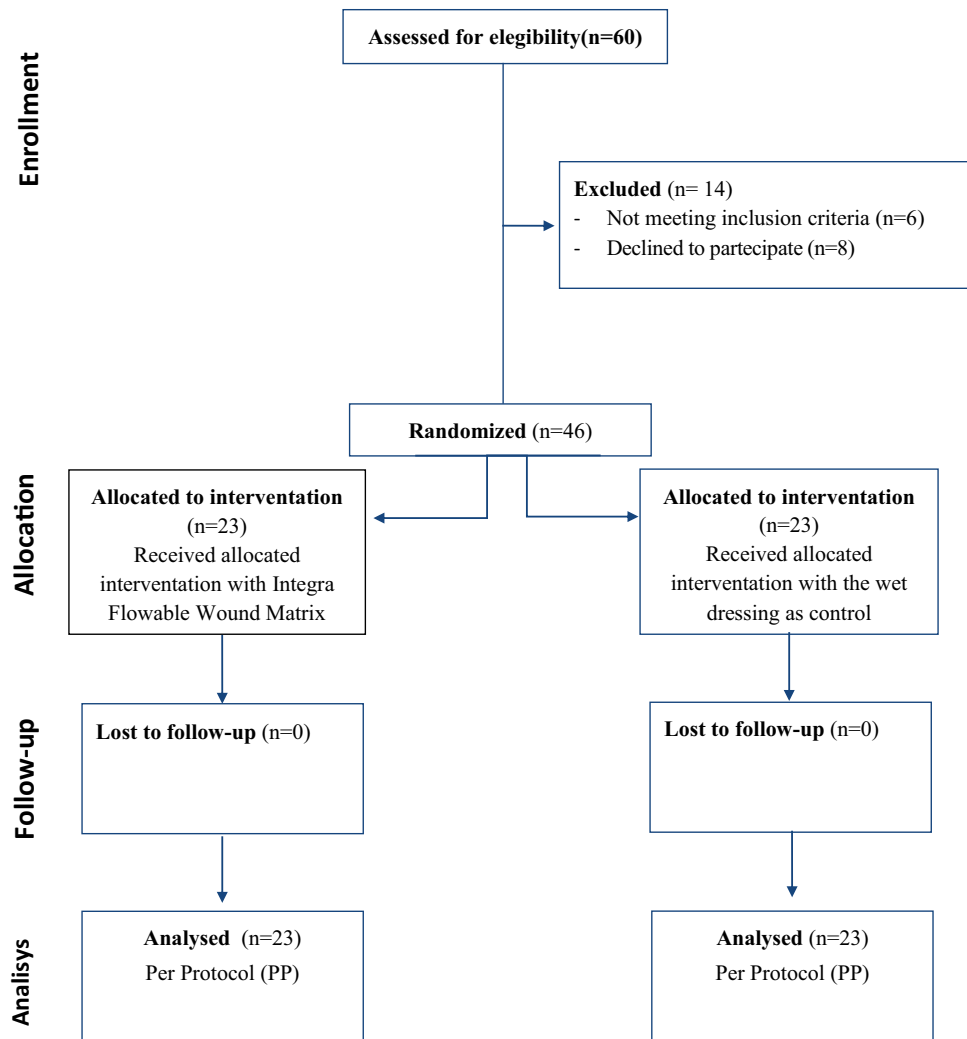 Enrollment
Assessed for elegibility(n=60)
Excluded (n= 14)
- Not meeting inclusion criteria (n=6)
- Declined to partecipate (n=8)
Randomized (n=46)
Allocation
Allocated to interventation
(n=23)
Received allocated
interventation with Integra
Flowable Wound Matrix
Allocated to interventation
(n=23)
Received allocated
interventation with the wet
dressing as control
Follow-up
Lost to follow-up (n=0)
Lost to follow-up (n=0)
Analisys
Analysed (n=23)
Per Protocol (PP)
Analysed (n=23)
Per Protocol (PP)